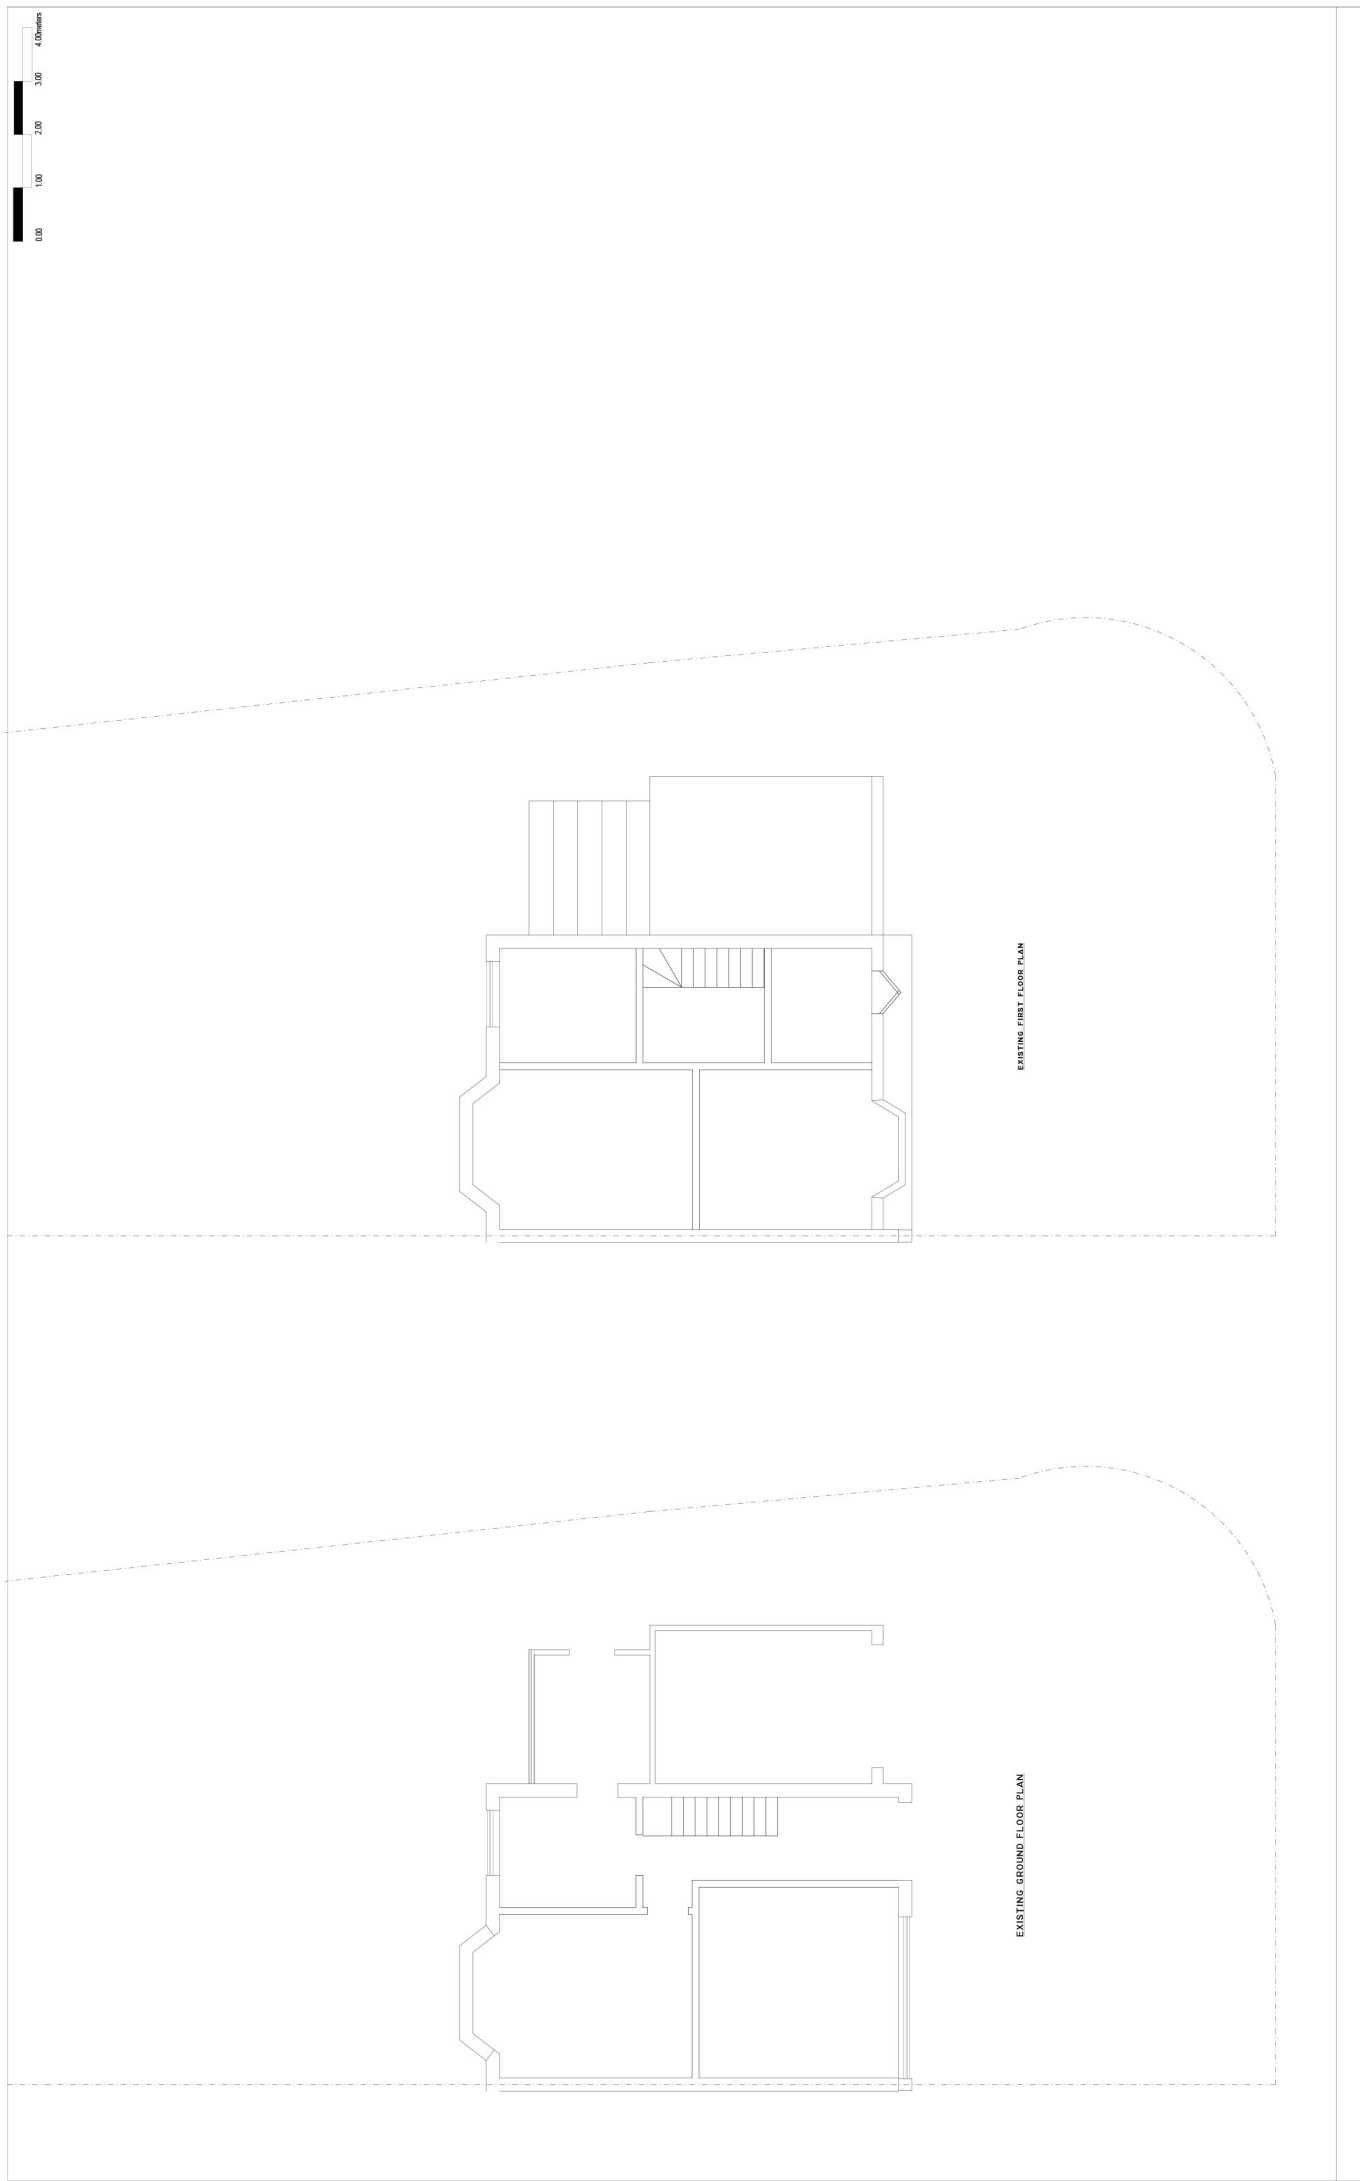 0.00
1.00
2.00
3.00
4.00meters
EXISTING FIRST FLOOR PLAN
EXISTING GROUND FLOOR PLAN